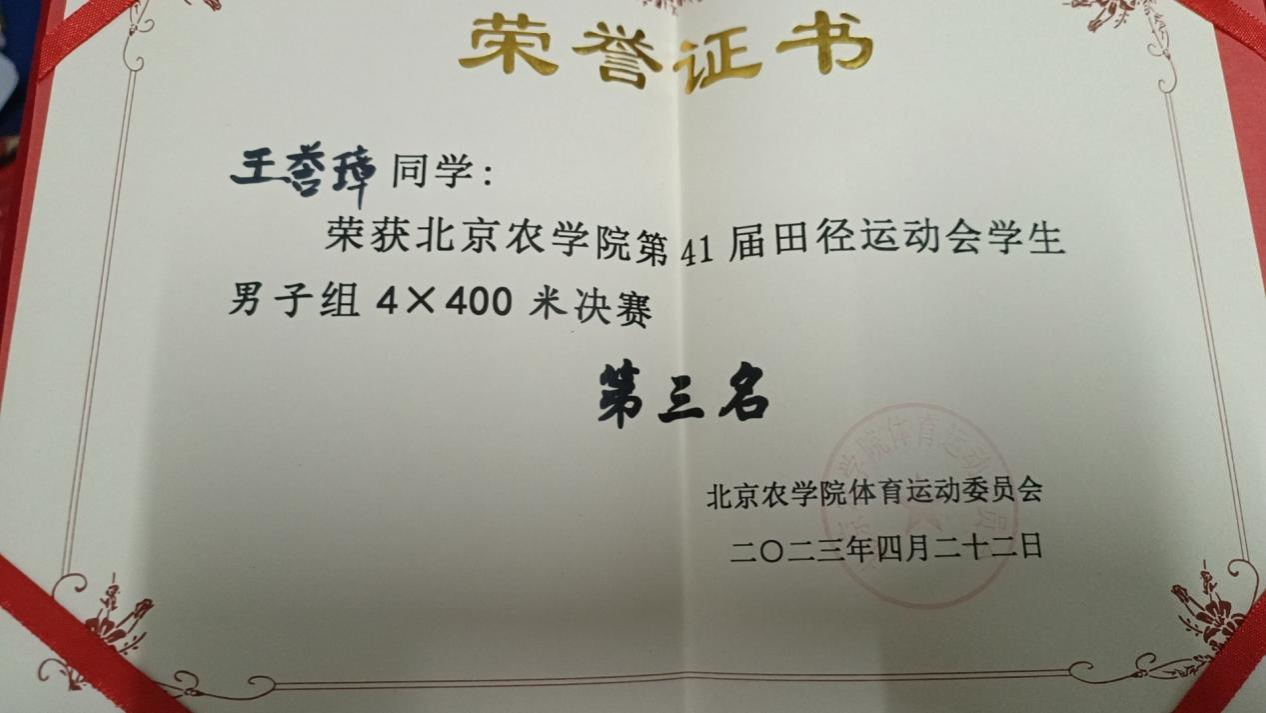 荣誉证书
王誉璋 同学：
荣获北京农学院第41届田径运动会学生
男子组4×400米决赛
第三名
北京农学院体育运动委员会
二〇二三年四月二十二日